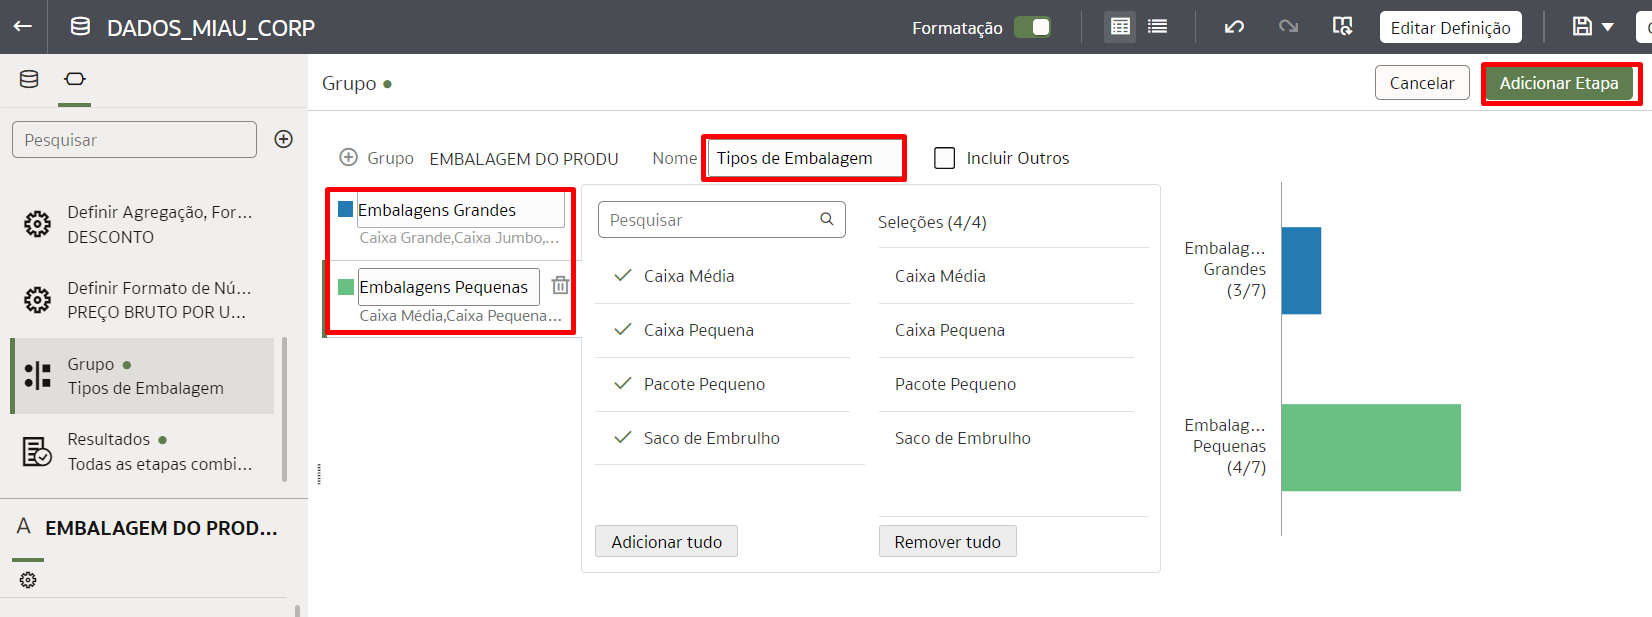 DADOS_MIAU_CORP
Formatação
Editar Definição
Pesquisar
Grupo
Cancelar
Adicionar Etapa
Grupo EMBALAGEM DO PRODU
Nome Tipos de Embalagem
Incluir Outros
Definir Agregação, For...
DESCONTO
Definir Formato de Nú...
PREÇO BRUTO POR U...
Grupo
Tipos de Embalagem
Resultados
Todas as etapas combi...
A EMBALAGEM DO PROD...
Embalagens Grandes
Caixa Grande,Caixa Jumbo,...
Embalagens Pequenas
Caixa Média,Caixa Pequena...
Pesquisar
Caixa Média
Caixa Pequena
Pacote Pequeno
Saco de Embrulho
Adicionar tudo
Seleções (4/4)
Caixa Média
Caixa Pequena
Pacote Pequeno
Saco de Embrulho
Remover tudo
Embalag...
Grandes
(3/7)
Embalag...
Pequenas
(4/7)